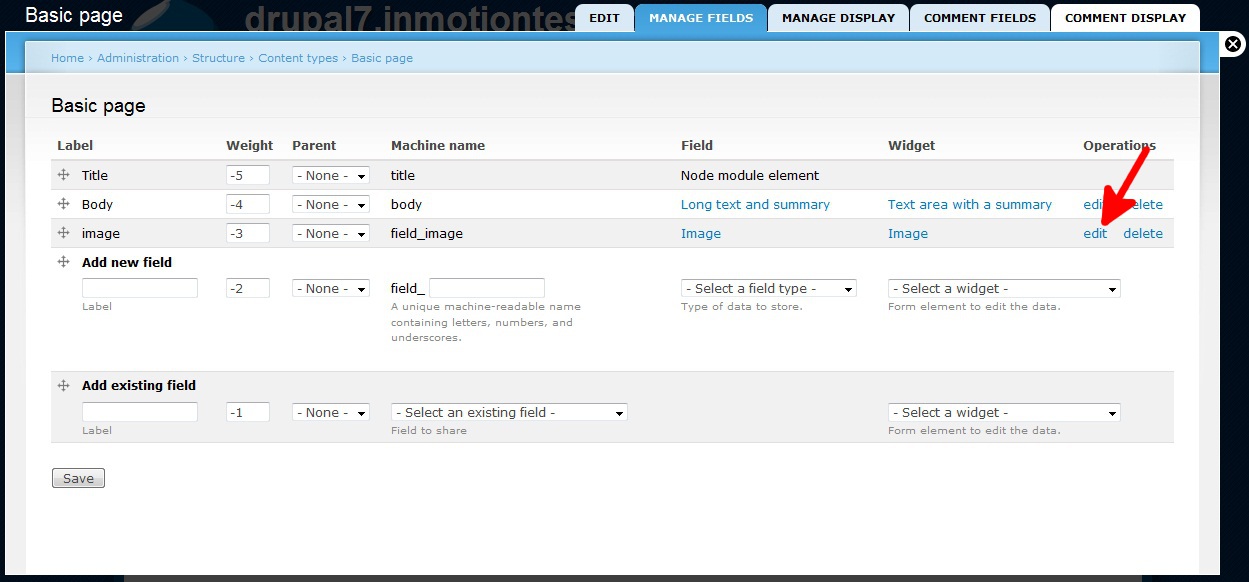 Basic page
drupal7.inmotiontes
EDIT MANAGE FIELDS MANAGE DISPLAY COMMENT FIELDS COMMENT DISPLAY
Home › Administration › Structure › Content types › Basic page
Basic page
Label Weight Parent Machine name Field Widget Operations
Title -5 - None - title Node module element
Body -4 - None - body Long text and summary Text area with a summary
image -3 - None - field_image Image Image edit delete
Add new field
-2 - None - field_ - Select a field type - - Select a widget -
Label A unique machine-readable name Type of data to store. Form element to edit the data.
containing letters, numbers, and
underscores.
Add existing field
-1 - None - - Select an existing field - - Select a widget -
Label Field to share Form element to edit the data.
Save